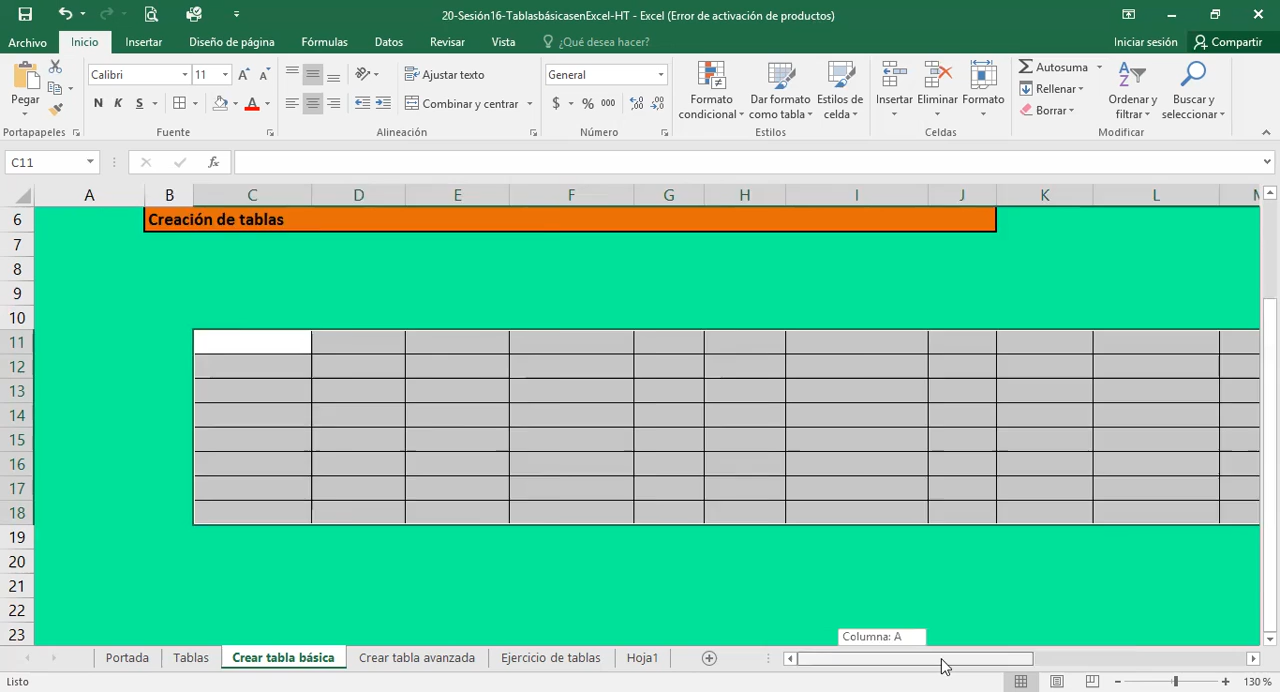 20-Sesión16-TablasbásicasenExcel-HT - Excel (Error de activación de productos)
Archivo Inicio Insertar Diseño de página Fórmulas Datos Revisar Vista ¿Qué desea hacer? Iniciar sesión Compartir
Pegar Calibri 11 Ajustar texto General Autosuma
N K S Combinar y centrar $ % 000 Rellenar
Formato condicional Dar formato como tabla Estilos de celda Insertar Eliminar Formato Borrar Ordenar y filtrar Buscar y seleccionar
Portapapeles Fuente Alineación Número Estilos Celdas Modificar
C11 fx
A B C D E F G H I J K L M
6 Creación de tablas
7
8
9
10
11
12
13
14
15
16
17
18
19
20
21
22
23
Columna: A
Portada Tablas Crear tabla básica Crear tabla avanzada Ejercicio de tablas Hoja1
Listo 130 %